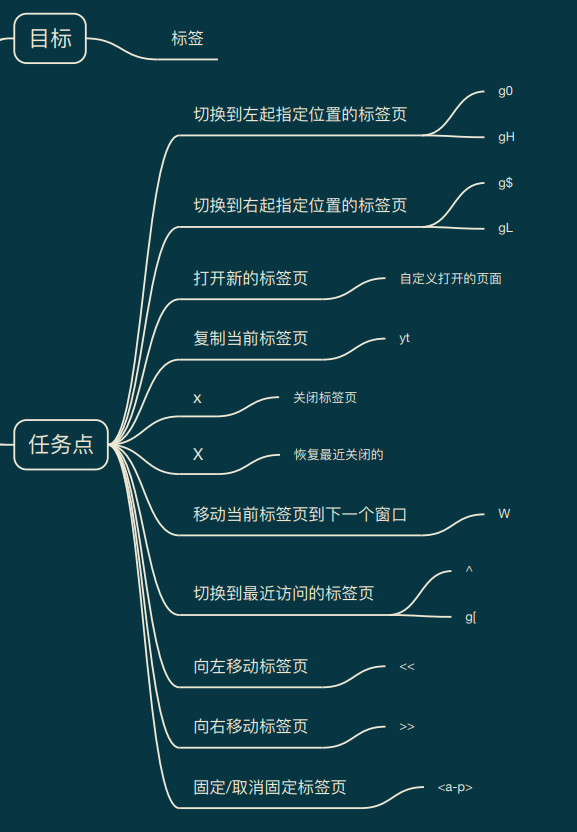 目标
标签
任务点
切换到左起指定位置的标签页
g0
gH
切换到右起指定位置的标签页
g$
gL
打开新的标签页
自定义打开的页面
复制当前标签页
yt
x
关闭标签页
X
恢复最近关闭的
移动当前标签页到下一个窗口
W
切换到最近访问的标签页
^
g[
向左移动标签页
<<
向右移动标签页
>>
固定/取消固定标签页
<a-p>